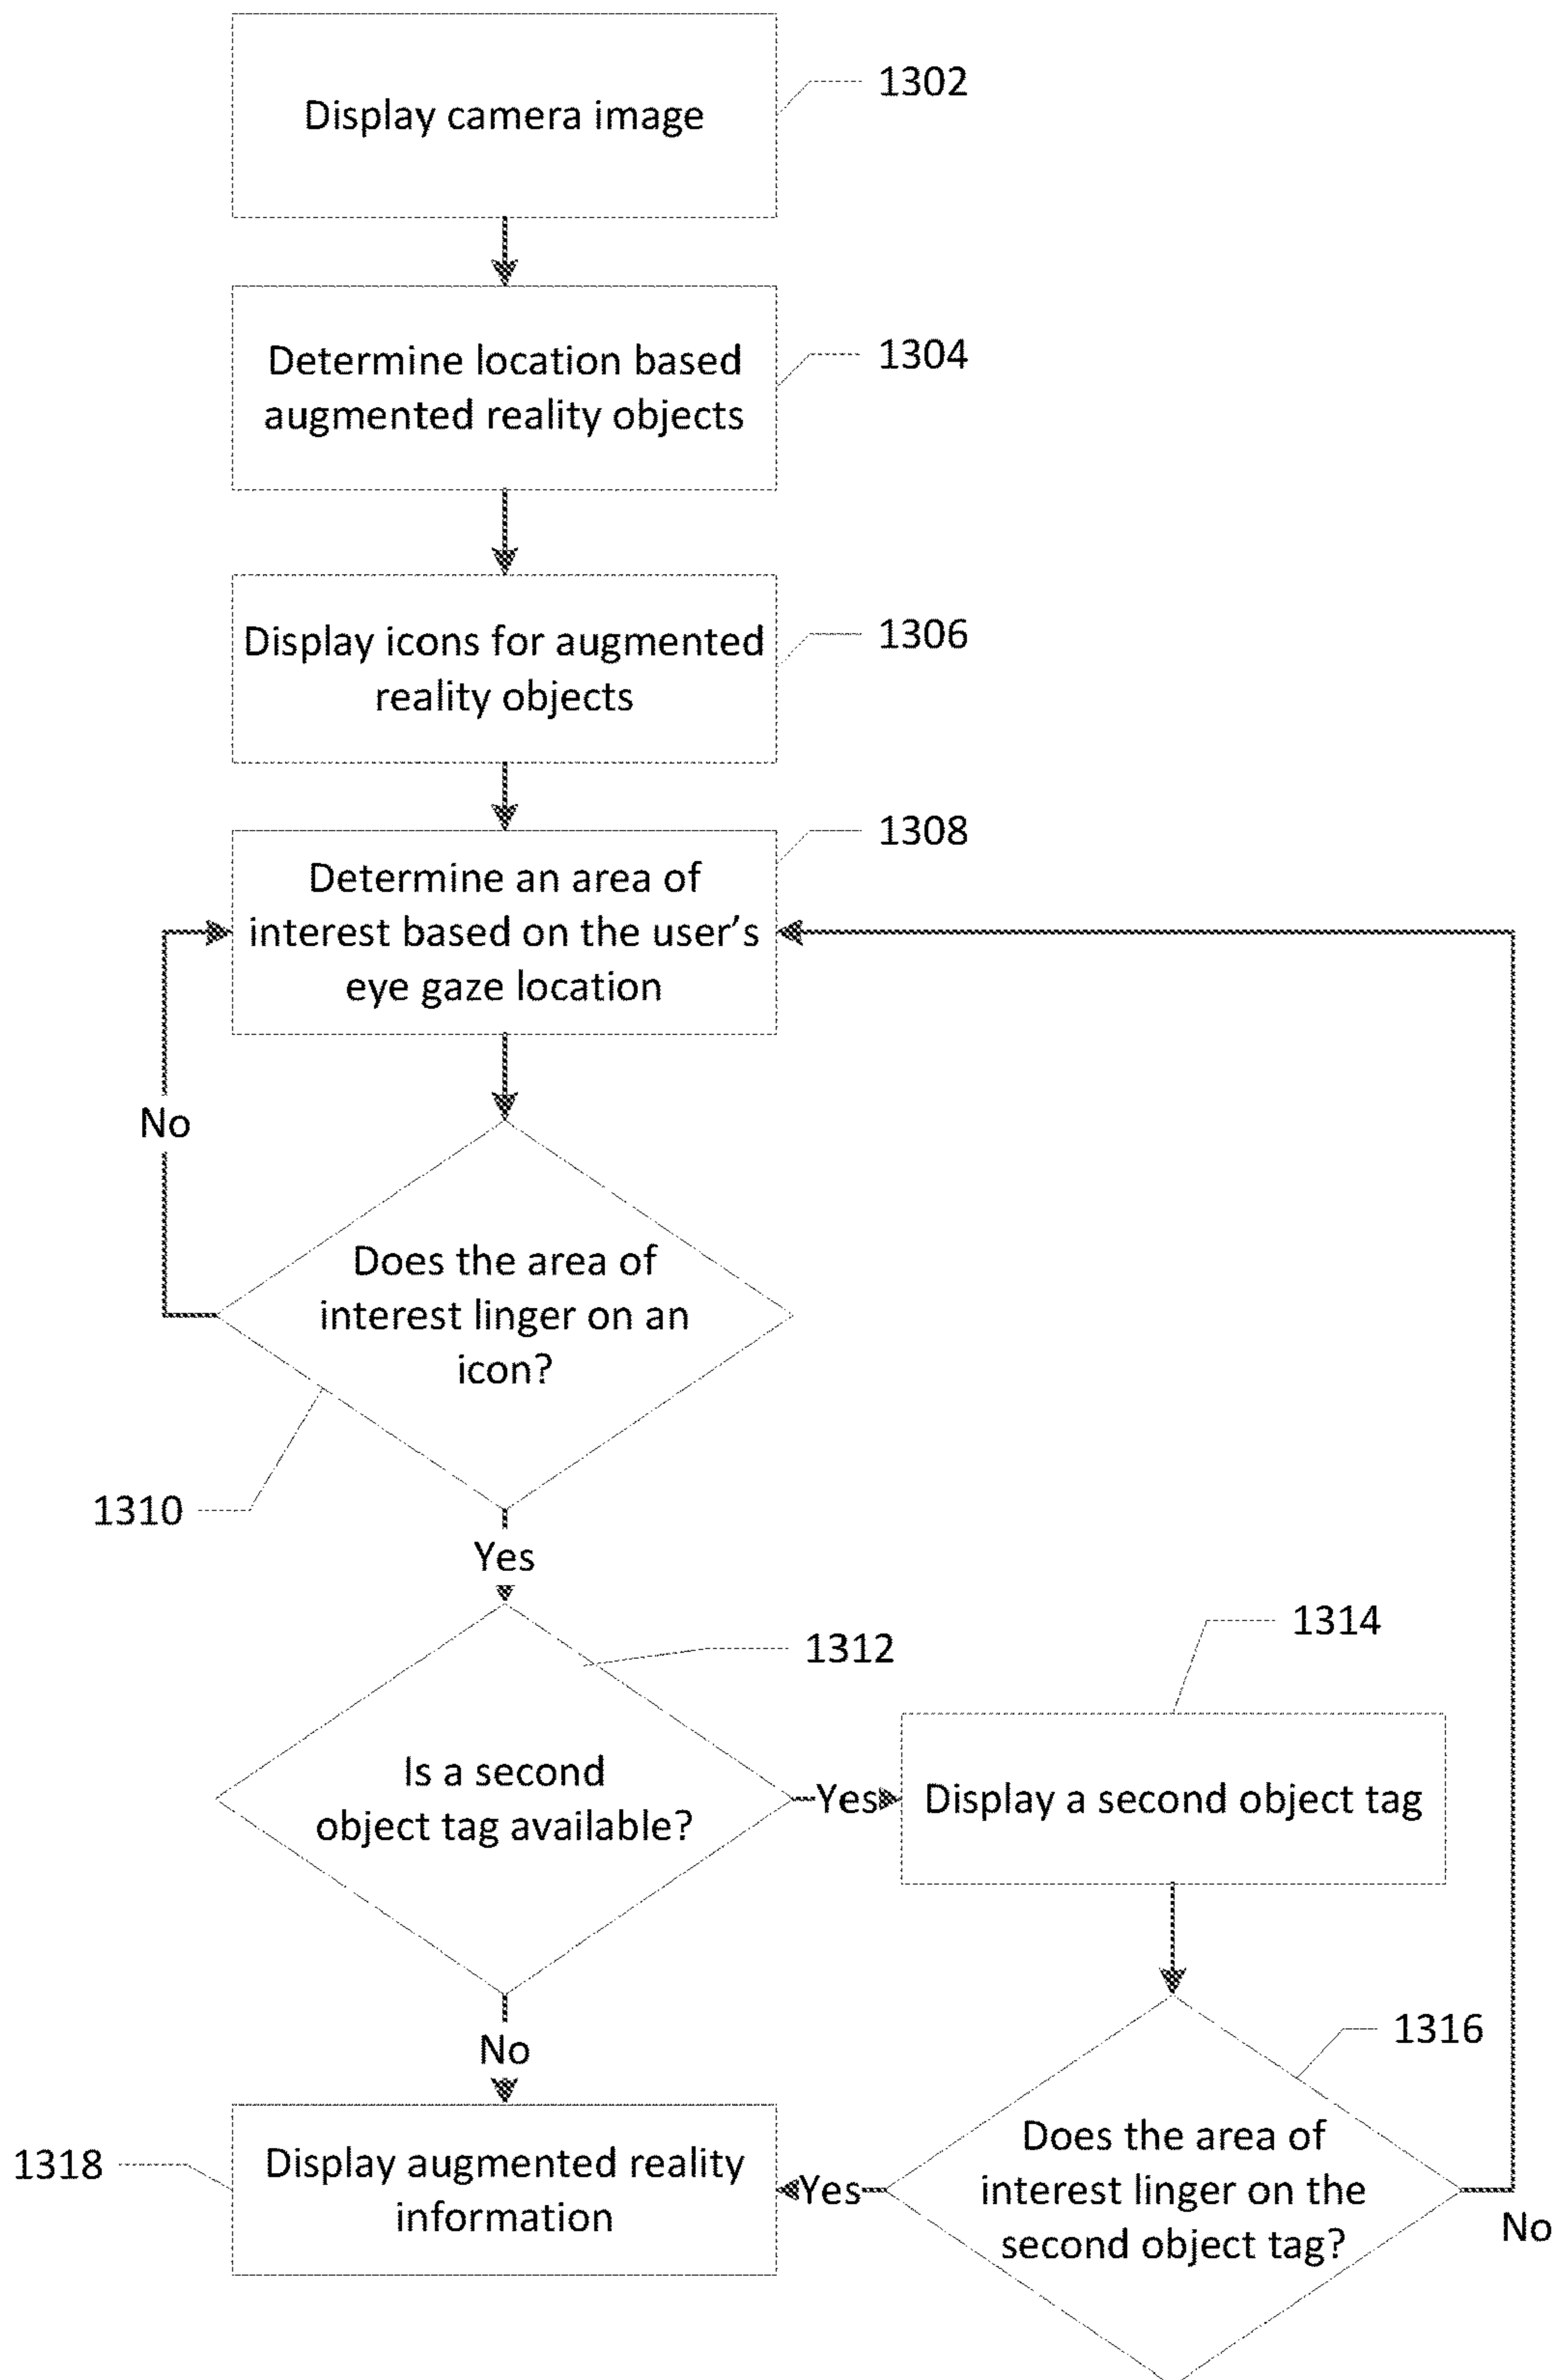 Display camera image
1302
Determine location based
augmented reality objects
1304
Display icons for augmented
reality objects
1306
Determine an area of
interest based on the user's
eye gaze location
1308
No
Does the area of
interest linger on an
icon?
1310
Yes
1312
Is a second
object tag available?
Yes
1314
Display a second object tag
No
1316
Does the area of
interest linger on the
second object tag?
Yes
No
1318
Display augmented reality
information